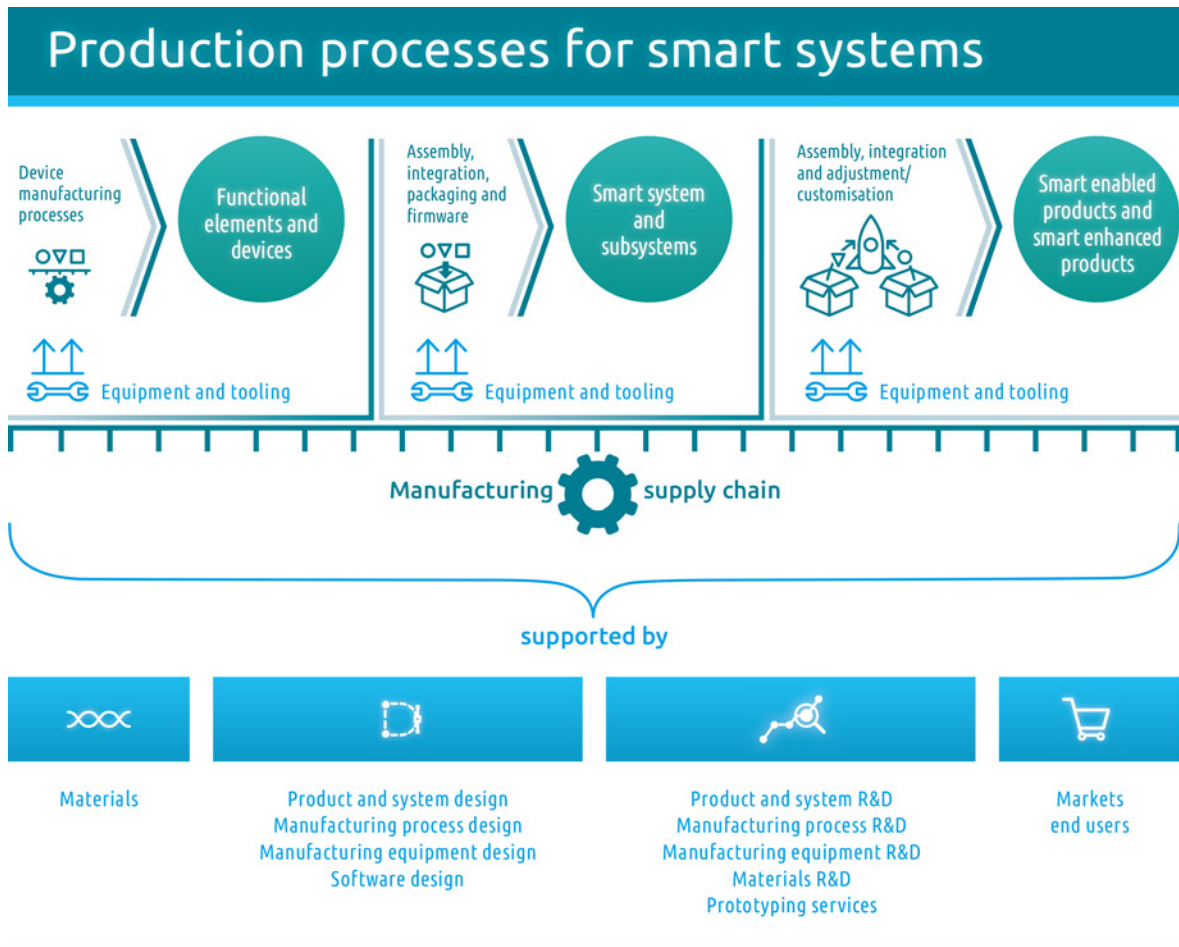 Production processes for smart systems
Device
manufacturing
processes
Functional
elements and
devices
Equipment and tooling
Assembly,
integration,
packaging and
firmware
Smart system
and
subsystems
Equipment and tooling
Assembly, integration
and adjustment/
customisation
Smart enabled
products and
smart enhanced
products
Equipment and tooling
Manufacturing supply chain
supported by
Materials
Product and system design
Manufacturing process design
Manufacturing equipment design
Software design
Product and system R&D
Manufacturing process R&D
Manufacturing equipment R&D
Materials R&D
Prototyping services
Markets
end users